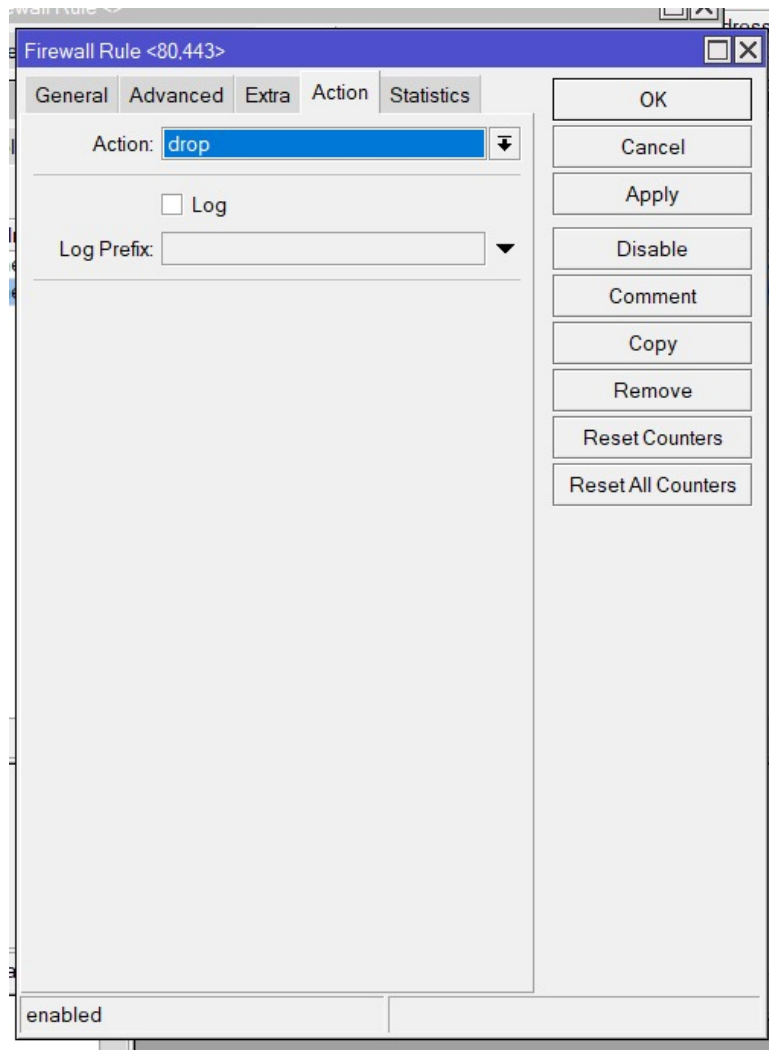 Firewall Rule <80,443>
General Advanced Extra Action Statistics
OK
Action: drop
Cancel
Log
Apply
Log Prefix:
Disable
Comment
Copy
Remove
Reset Counters
Reset All Counters
enabled